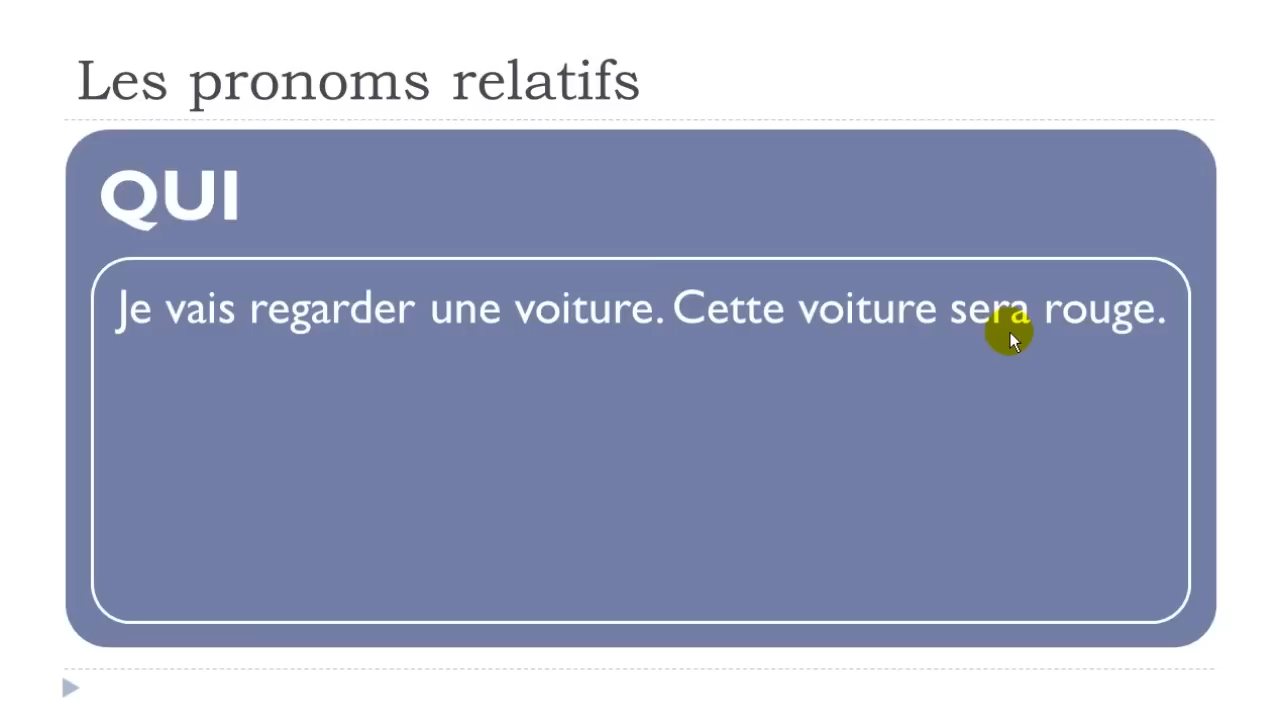 Les pronoms relatifs
QUI
Je vais regarder une voiture. Cette voiture sera rouge.